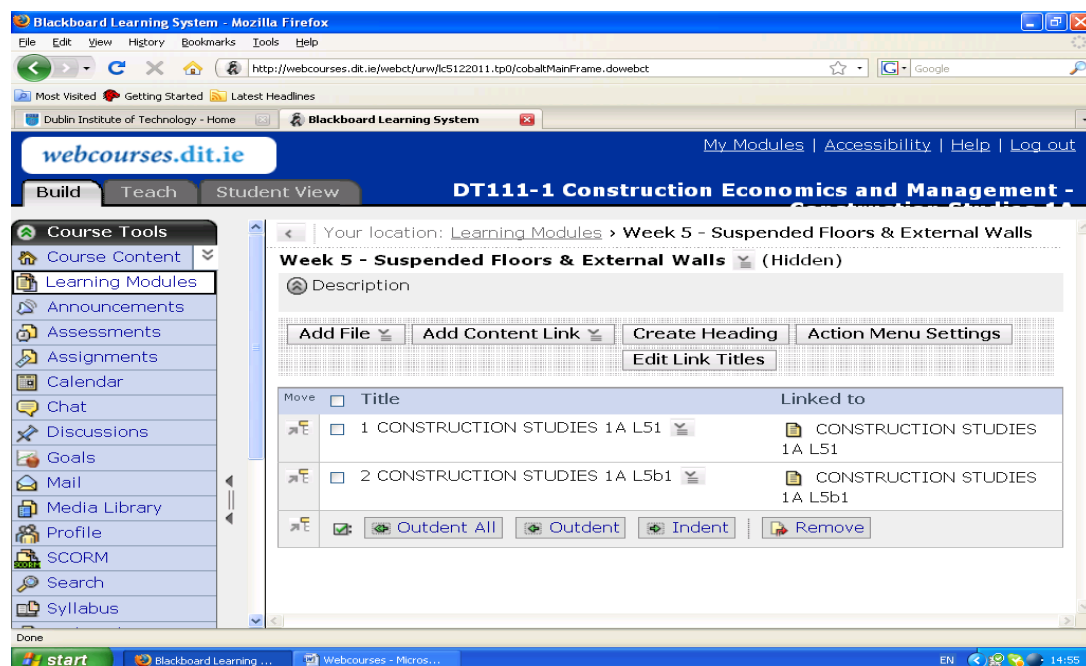 Blackboard Learning System - Mozilla Firefox
File Edit View History Bookmarks Tools Help
http://webcourses.dit.ie/webct/urw/lc5122011.tp0/cobaltMainFrame.dowebct
G Google
Most Visited Getting Started Latest Headlines
Dublin Institute of Technology - Home Blackboard Learning System
webcourses.dit.ie
My Modules | Accessibility | Help | Log out
Build Teach Student View
DT111-1 Construction Economics and Management -
Construction Studies 1A
Course Tools
Course Content
Learning Modules
Announcements
Assessments
Assignments
Calendar
Chat
Discussions
Goals
Mail
Media Library
Profile
SCORM
Search
Syllabus
Your location: Learning Modules › Week 5 - Suspended Floors & External Walls
Week 5 - Suspended Floors & External Walls (Hidden)
Description
Add File Add Content Link Create Heading Action Menu Settings
Edit Link Titles
Move Title Linked to
1 CONSTRUCTION STUDIES 1A L51 CONSTRUCTION STUDIES
1A L51
2 CONSTRUCTION STUDIES 1A L5b1 CONSTRUCTION STUDIES
1A L5b1
Outdent All Outdent Indent Remove
Done
start Blackboard Learning ... Webcourses - Micros... EN 14:55